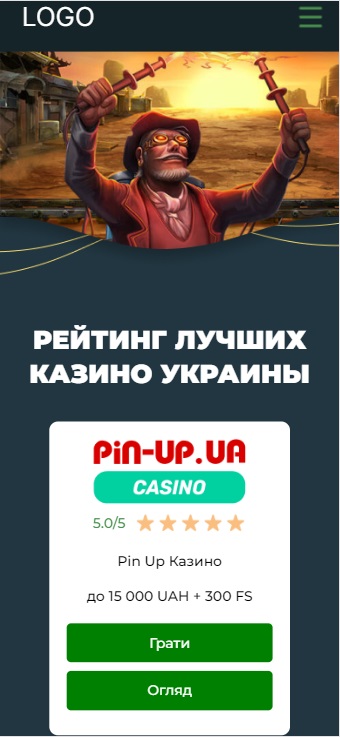 LOGO
РЕЙТИНГ ЛУЧШИХ
КАЗИНО УКРАИНЫ
PiN-UP.UA
CASINO
5.0/5
Pin Up Казино
до 15 000 UAH + 300 FS
Грати
Огляд